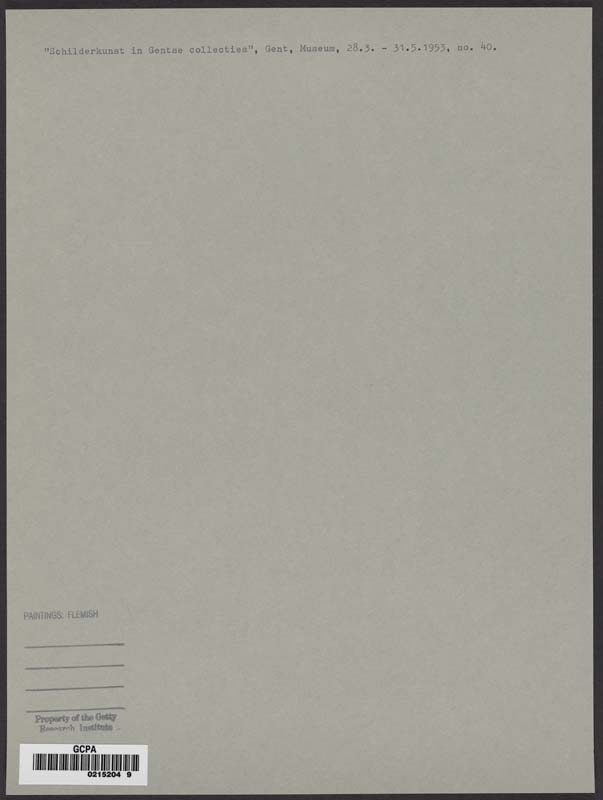 "Schilderkunst in Gentse collecties", Gent, Museum, 28.3. - 31.5.1953, no. 40.
PAINTINGS: FLEMISH
Property of the Getty
Research Institute
GCPA
0215204 9